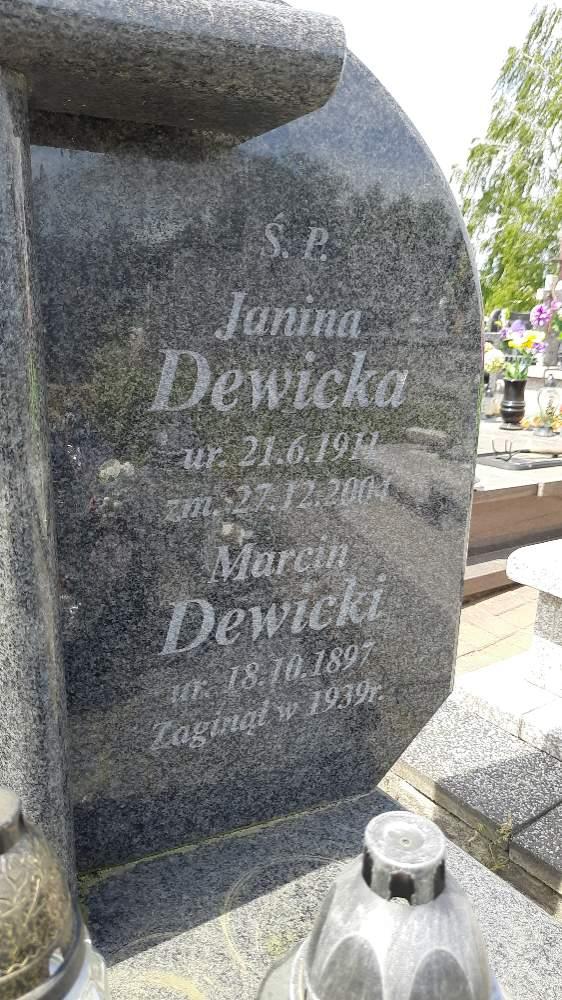 Ś. P.
Janina
Dewicka
ur. 21.6.1911
zm. 27.12.2004
Marcin
Dewicki
ur. 18.10.1897
Zaginął w 1939r.